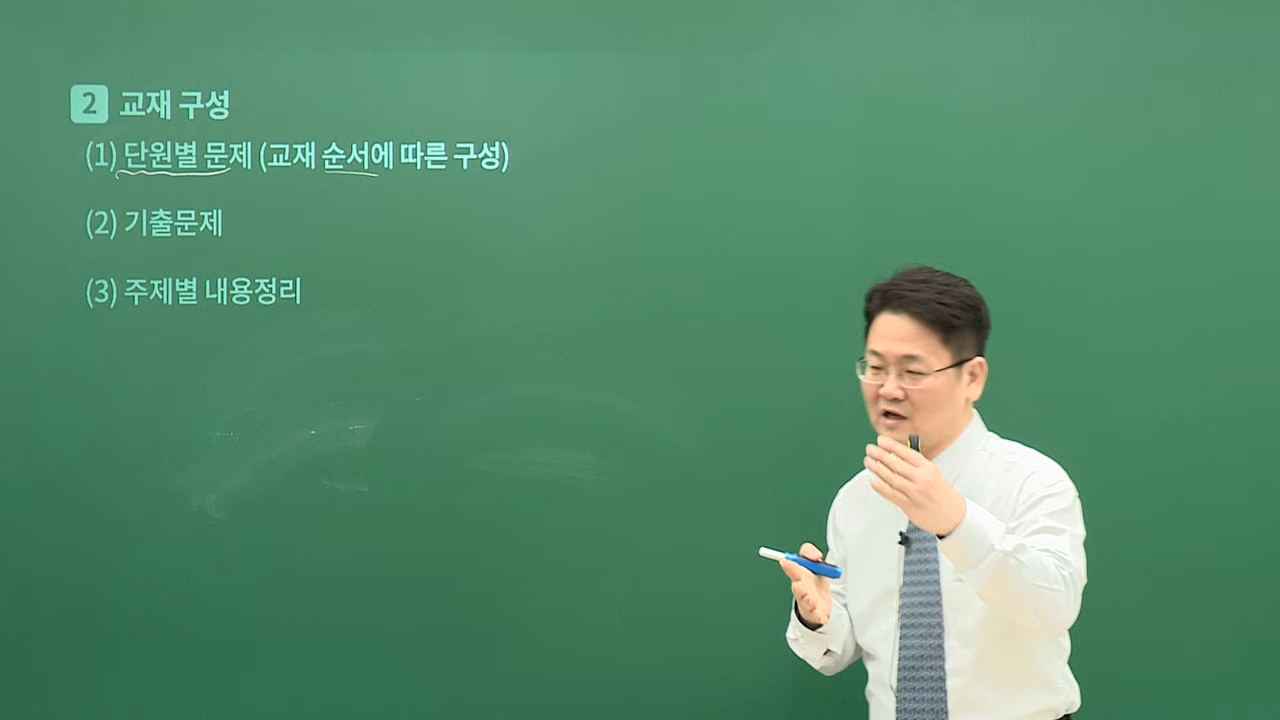 2 교재 구성
(1) 단원별 문제 (교재 순서에 따른 구성)
(2) 기출문제
(3) 주제별 내용정리